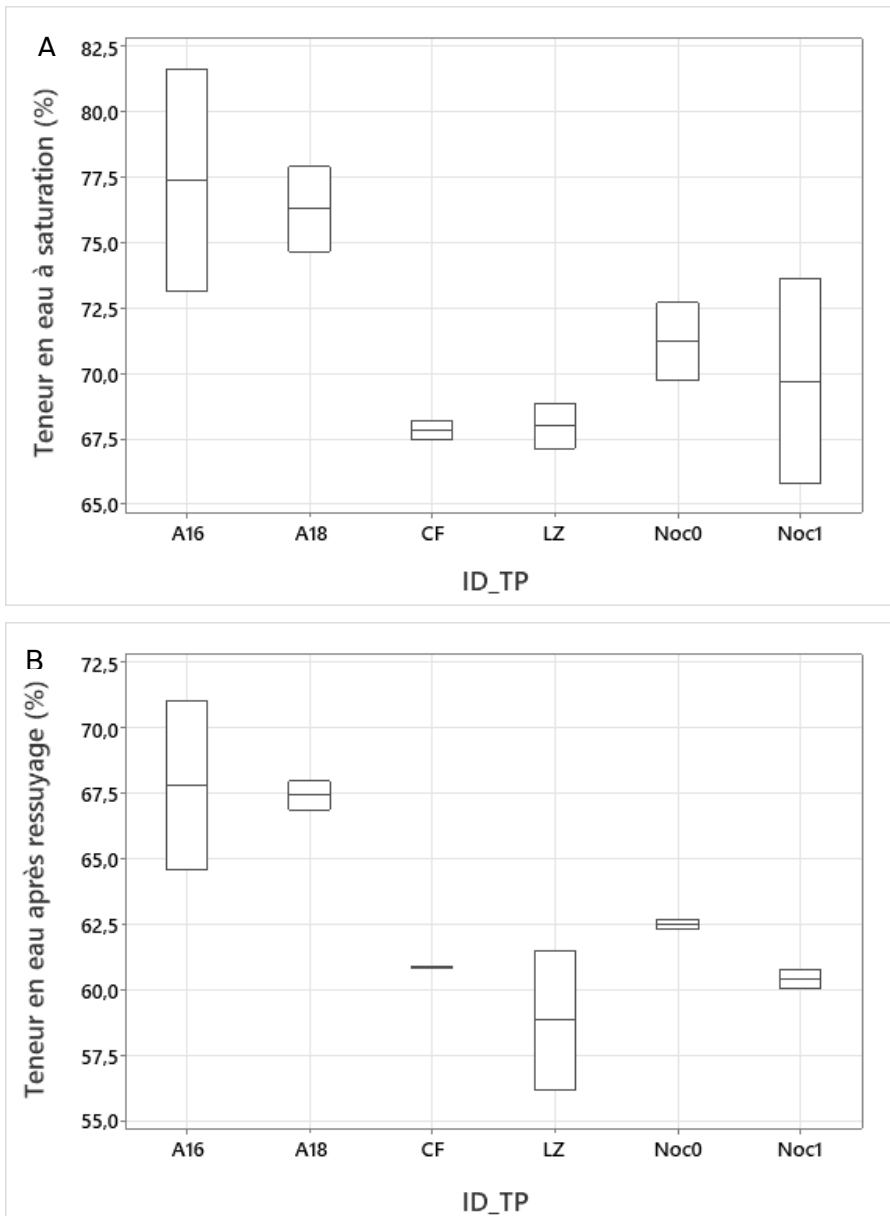 A
Teneur en eau à saturation (%)
82,5
80,0
77,5
75,0
72,5
70,0
67,5
65,0
A16 A18 CF LZ Noc0 Noc1
ID_TP
B
Teneur en eau après ressuyage (%)
72,5
70,0
67,5
65,0
62,5
60,0
57,5
55,0
A16 A18 CF LZ Noc0 Noc1
ID_TP